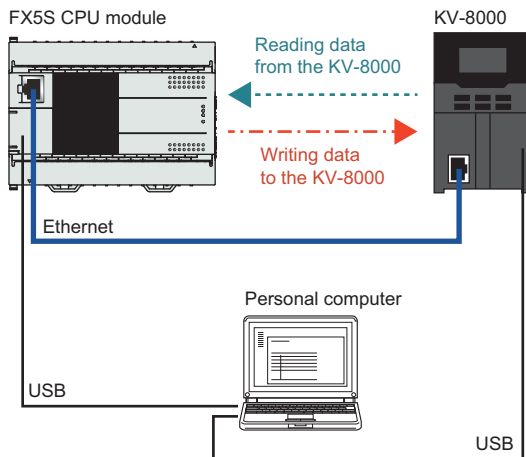 FX5S CPU module
KV-8000
Reading data
from the KV-8000
Writing data
to the KV-8000
Ethernet
Personal computer
USB
USB